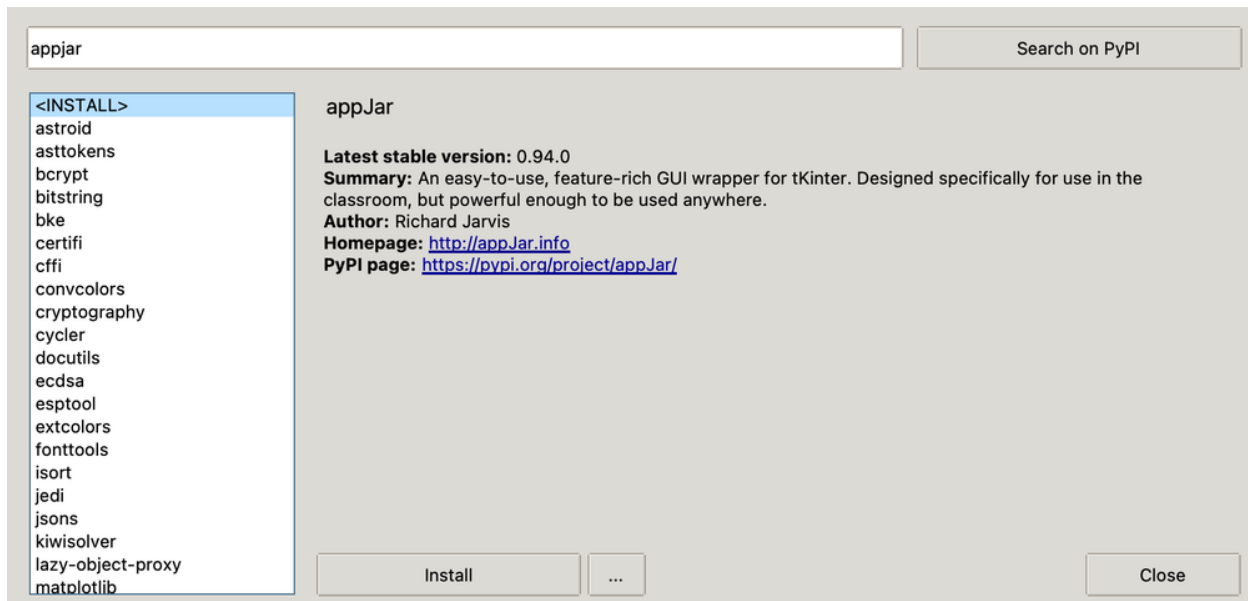 appjar
Search on PyPI
<INSTALL>
astroid
asttokens
bcrypt
bitstring
bke
certifi
cffi
convcolors
cryptography
cycler
docutils
ecdsa
esptool
extcolors
fonttools
isort
jedi
jsons
kiwisolver
lazy-object-proxy
matplotlib
appJar
Latest stable version: 0.94.0
Summary: An easy-to-use, feature-rich GUI wrapper for tKinter. Designed specifically for use in the
classroom, but powerful enough to be used anywhere.
Author: Richard Jarvis
Homepage: http://appJar.info
PyPI page: https://pypi.org/project/appJar/
Install
...
Close